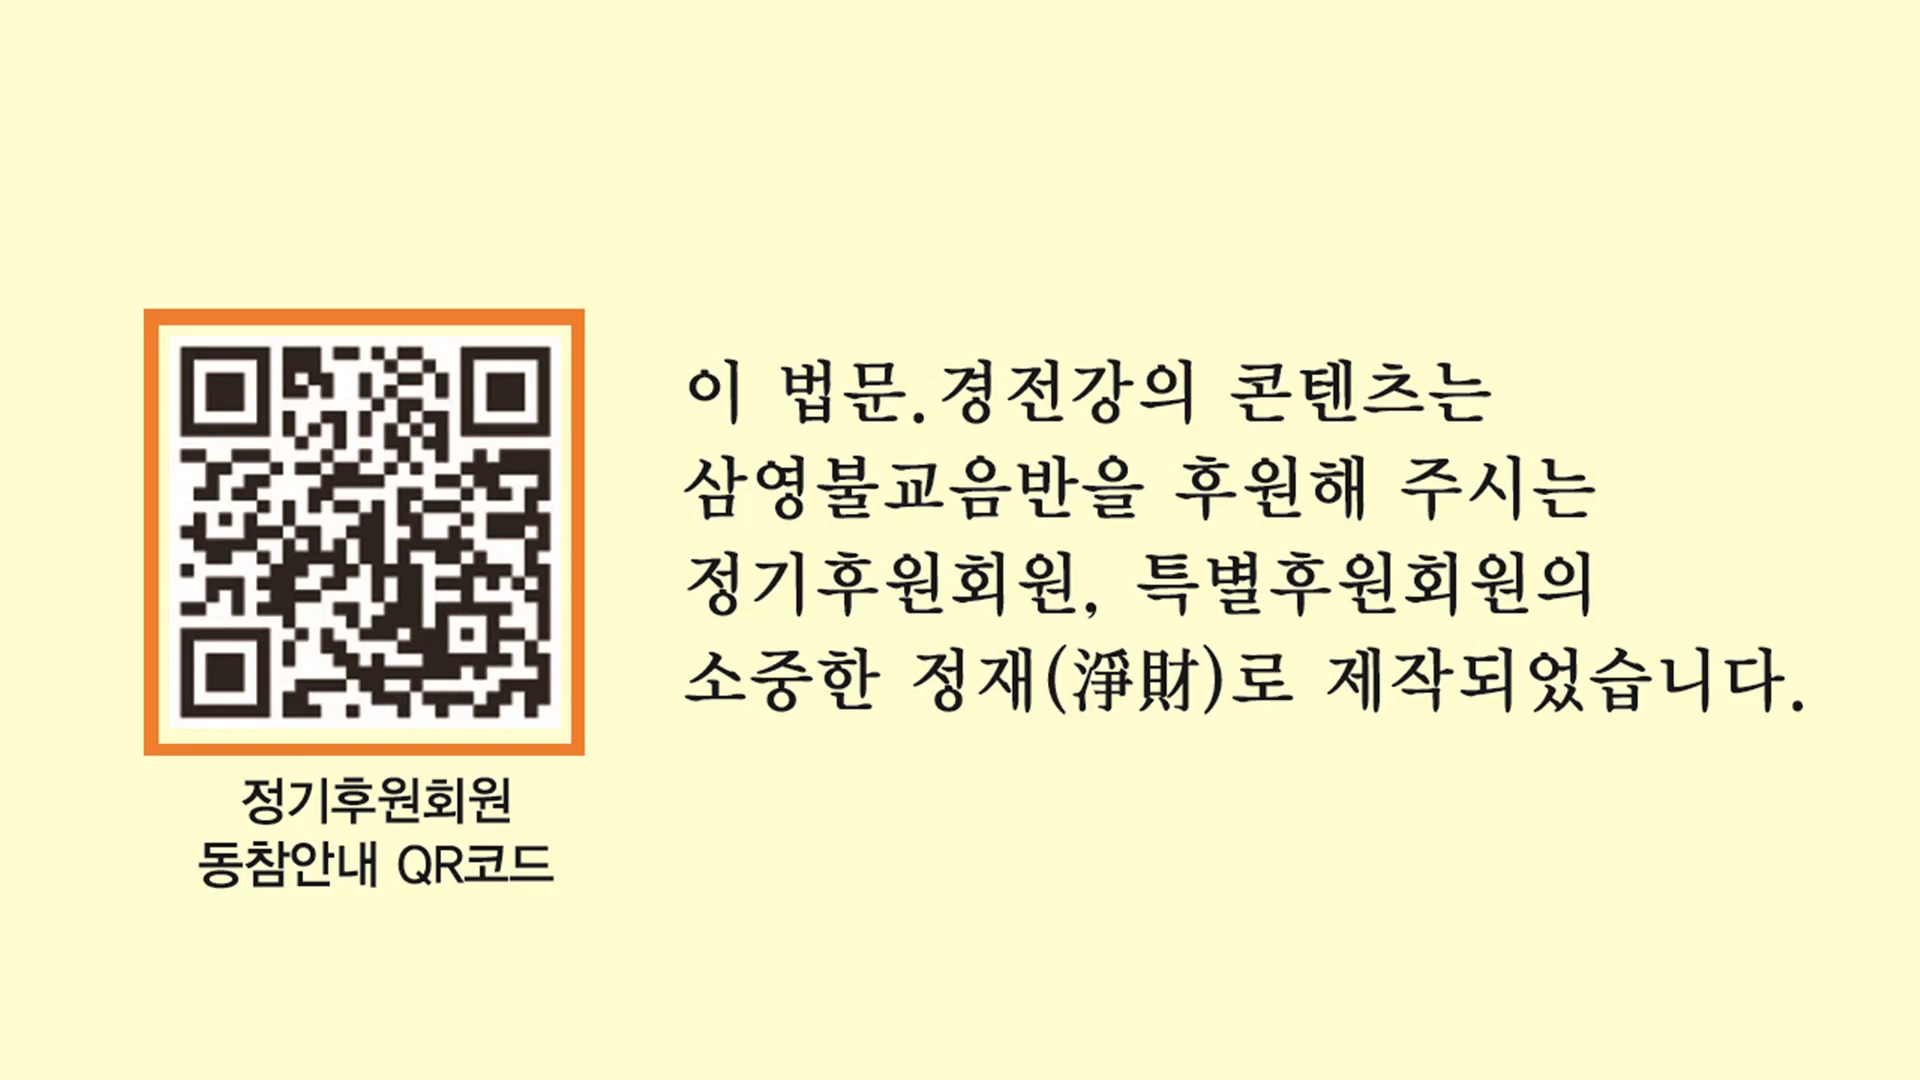 이 법문.경전강의 콘텐츠는
삼영불교음반을 후원해 주시는
정기후원회원, 특별후원회원의
소중한 정재(淨財)로 제작되었습니다.
정기후원회원
동참안내 QR코드